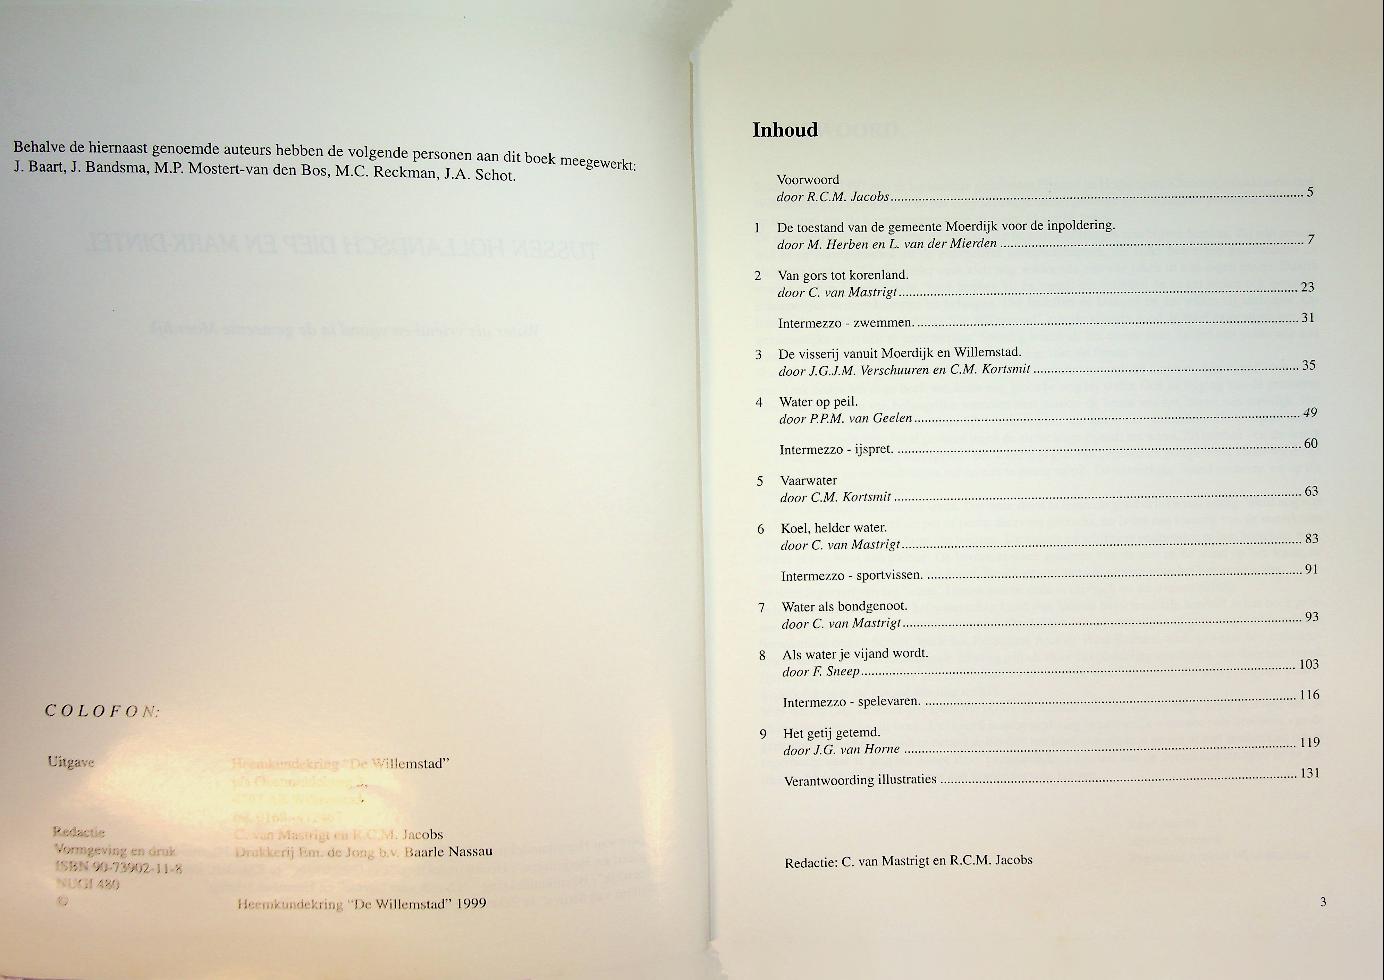 Behalve de hiernaast genoemde auteurs hebben de volgende personen aan dit boek meegewerkt:
J. Baart, J. Bandsma, M.P. Mostert-van den Bos, M.C. Reckman, J.A. Schot.
COLOFON:
Uitgave Heemkundekring "De Willemstad"
Redactie C. van Mastrigt en R.C.M. Jacobs
Vormgeving en druk Drukkerij Em. de Jong b.v. Baarle Nassau
ISBN 90-73902-11-8
NUGI 480
© Heemkundekring "De Willemstad" 1999
Inhoud
Voorwoord
door R.C.M. Jacobs 5
1 De toestand van de gemeente Moerdijk voor de inpoldering.
door M. Herben en L. van der Mierden 7
2 Van gors tot korenland.
door C. van Mastrigt 23
Intermezzo - zwemmen. 31
3 De visserij vanuit Moerdijk en Willemstad.
door J.G.J.M. Verschuuren en C.M. Kortsmit 35
4 Water op peil.
door P.P.M. van Geelen 49
Intermezzo - ijspret. 60
5 Vaarwater
door C.M. Kortsmit 63
6 Koel, helder water.
door C. van Mastrigt 83
Intermezzo - sportvissen. 91
7 Water als bondgenoot.
door C. van Mastrigt 93
8 Als water je vijand wordt.
door F. Sneep 103
Intermezzo - spelevaren. 116
9 Het getij getemd.
door J.G. van Horne 119
Verantwoording illustraties 131
Redactie: C. van Mastrigt en R.C.M. Jacobs
3